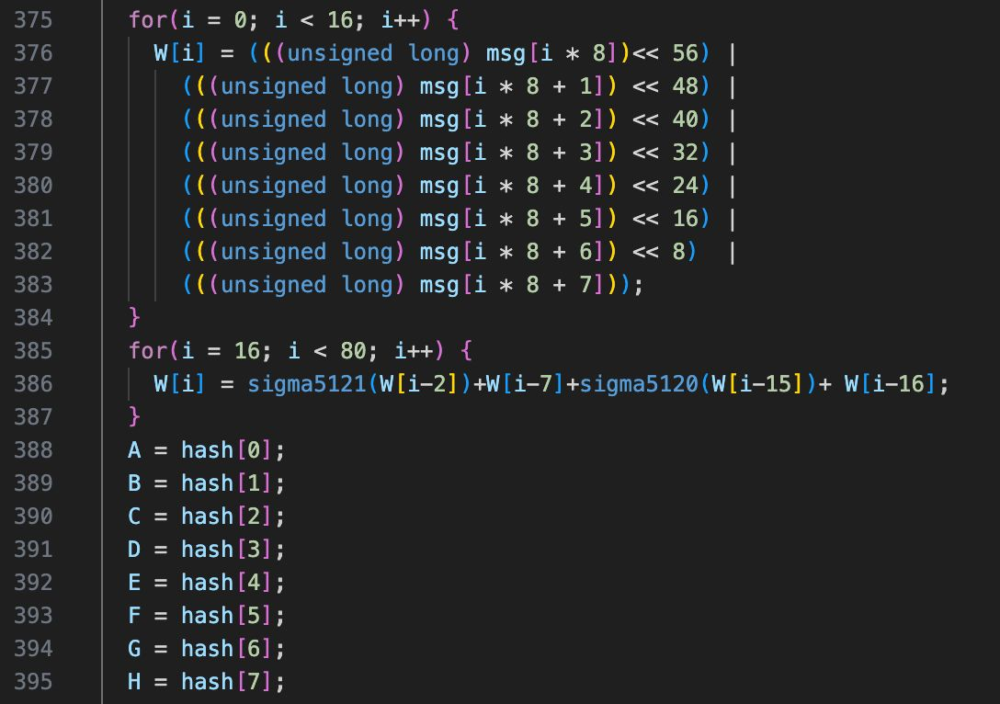 375 for(i = 0; i < 16; i++) {
376 W[i] = (((unsigned long) msg[i * 8])<< 56) |
377 (((unsigned long) msg[i * 8 + 1]) << 48) |
378 (((unsigned long) msg[i * 8 + 2]) << 40) |
379 (((unsigned long) msg[i * 8 + 3]) << 32) |
380 (((unsigned long) msg[i * 8 + 4]) << 24) |
381 (((unsigned long) msg[i * 8 + 5]) << 16) |
382 (((unsigned long) msg[i * 8 + 6]) << 8) |
383 (((unsigned long) msg[i * 8 + 7]));
384 }
385 for(i = 16; i < 80; i++) {
386 W[i] = sigma5121(W[i-2])+W[i-7]+sigma5120(W[i-15])+ W[i-16];
387 }
388 A = hash[0];
389 B = hash[1];
390 C = hash[2];
391 D = hash[3];
392 E = hash[4];
393 F = hash[5];
394 G = hash[6];
395 H = hash[7];